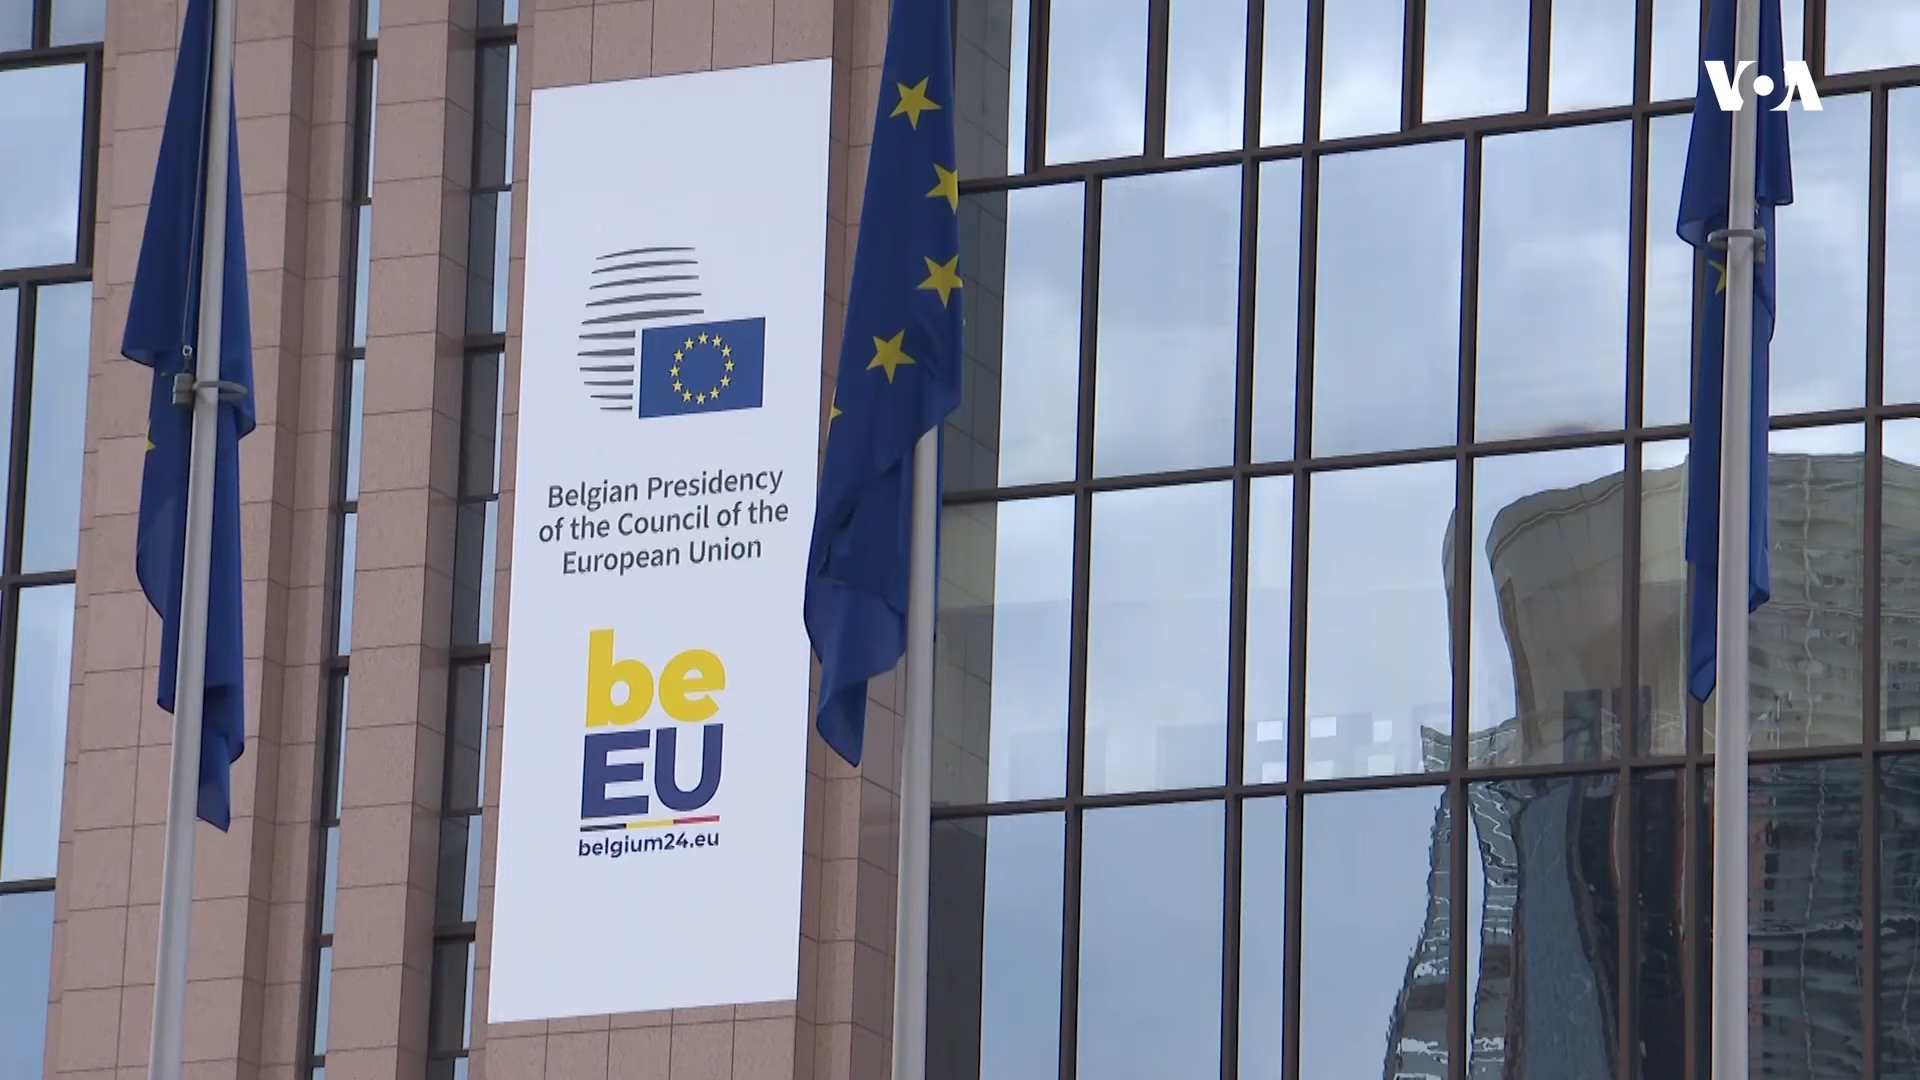 VOA
Belgian Presidency
of the Council of the
European Union
be
EU
belgium24.eu